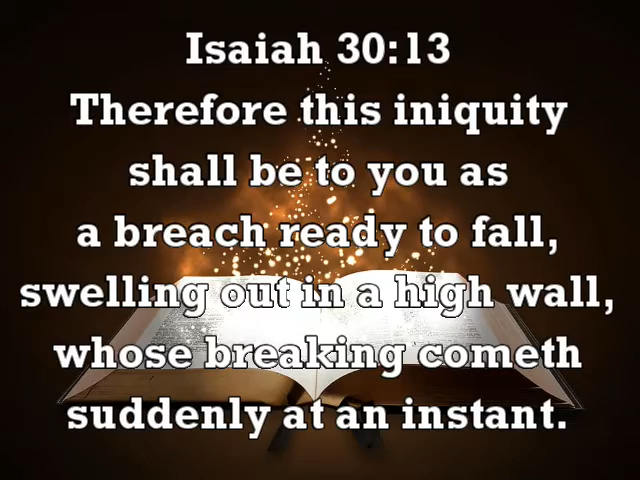 Isaiah 30:13
Therefore this iniquity
shall be to you as
a breach ready to fall,
swelling out in a high wall,
whose breaking cometh
suddenly at an instant.